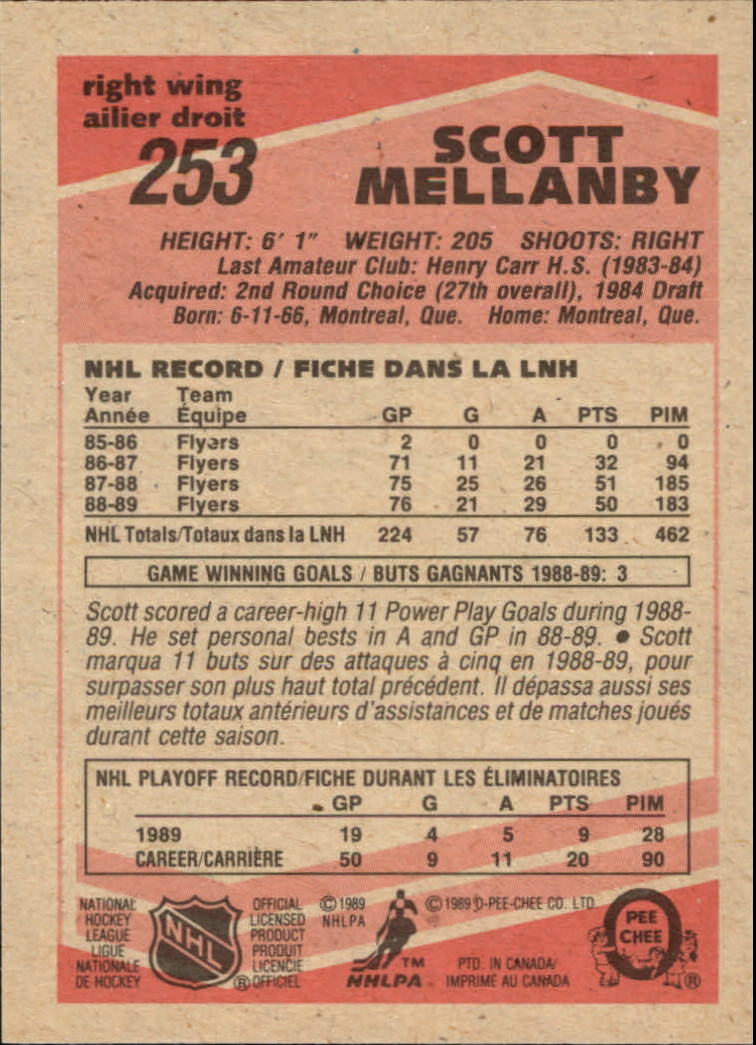 right wing
ailier droit
253
SCOTT
MELLANBY
HEIGHT: 6' 1" WEIGHT: 205 SHOOTS: RIGHT
Last Amateur Club: Henry Carr H.S. (1983-84)
Acquired: 2nd Round Choice (27th overall), 1984 Draft
Born: 6-11-66, Montreal, Que. Home: Montreal, Que.
NHL RECORD / FICHE DANS LA LNH
Year Team
Année Équipe GP G A PTS PIM
85-86 Flyers 2 0 0 0 0
86-87 Flyers 71 11 21 32 94
87-88 Flyers 75 25 26 51 185
88-89 Flyers 76 21 29 50 183
NHL Totals/Totaux dans la LNH 224 57 76 133 462
GAME WINNING GOALS / BUTS GAGNANTS 1988-89: 3
Scott scored a career-high 11 Power Play Goals during 1988-
89. He set personal bests in A and GP in 88-89. ● Scott
marqua 11 buts sur des attaques à cinq en 1988-89, pour
surpasser son plus haut total précédent. Il dépassa aussi ses
meilleurs totaux antérieurs d'assistances et de matches joués
durant cette saison.
NHL PLAYOFF RECORD/FICHE DURANT LES ÉLIMINATOIRES
GP G A PTS PIM
1989 19 4 5 9 28
CAREER/CARRIÈRE 50 9 11 20 90
NATIONAL
HOCKEY
LEAGUE
LIGUE
NATIONALE
DE HOCKEY
NHL
OFFICIAL
LICENSED
PRODUCT
PRODUIT
LICENCIE
® OFFICIEL
© 1989
NHLPA
TM
NHLPA
© 1989 O-PEE-CHEE CO. LTD.
PTD. IN CANADA/
IMPRIMÉ AU CANADA
PEE
CHEE
®